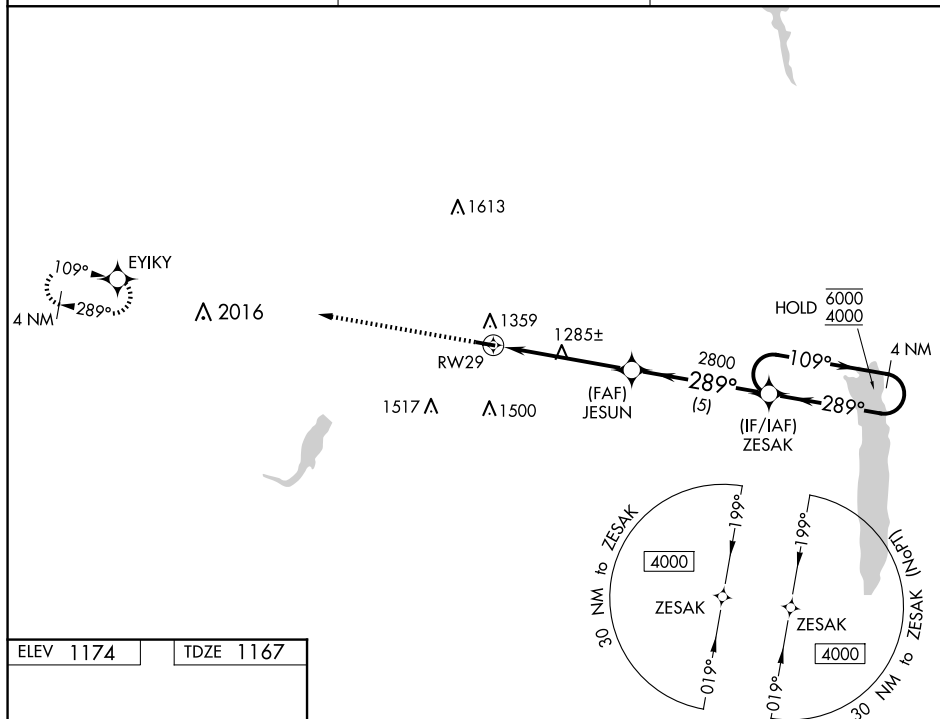 1613
EYIKY
109°
289°
4 NM
2016
1359
RW29
1285±
1517
1500
(FAF)
JESUN
2800
289°
(5)
(IF/IAF)
ZESAK
HOLD
6000
4000
109°
4 NM
289°
30 NM to ZESAK
199°
4000
ZESAK
019°
199°
ZESAK
4000
019°
30 NM to ZESAK (NoPT)
ELEV 1174
TDZE 1167